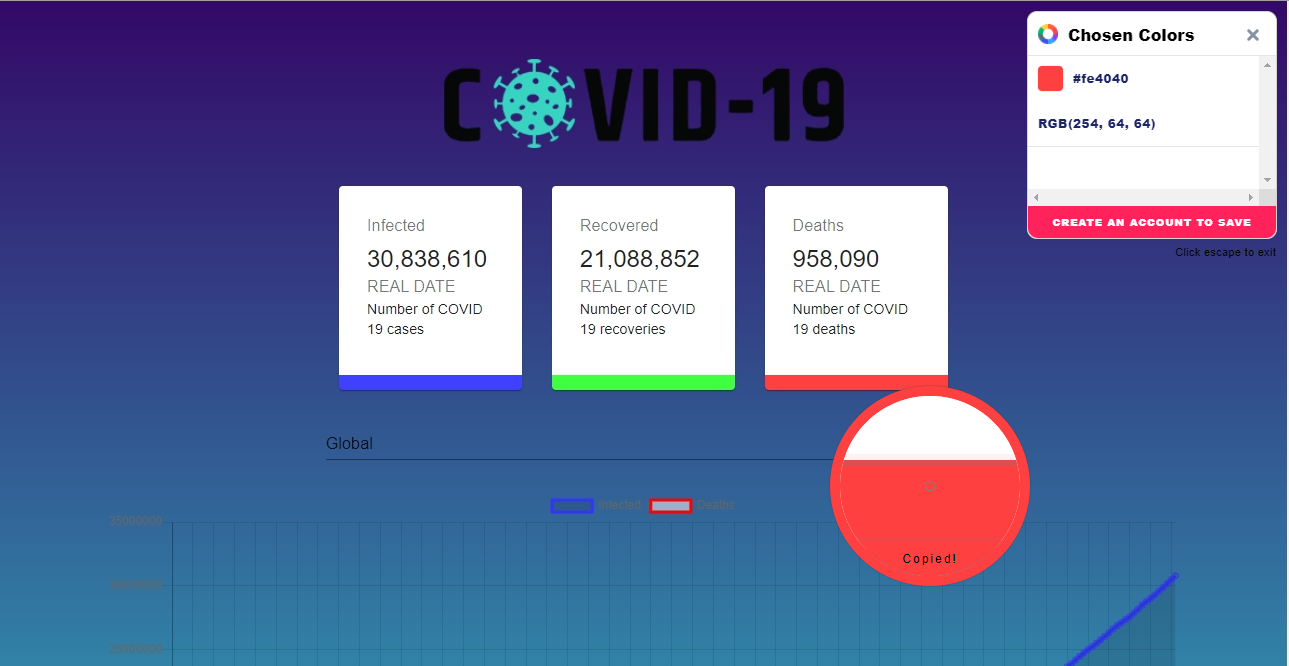 COVID-19
Chosen Colors
#fe4040
RGB(254, 64, 64)
CREATE AN ACCOUNT TO SAVE
Click escape to exit
Infected
30,838,610
REAL DATE
Number of COVID
19 cases
Recovered
21,088,852
REAL DATE
Number of COVID
19 recoveries
Deaths
958,090
REAL DATE
Number of COVID
19 deaths
Global
Copied!
Infected
Deaths
35000000
30000000
25000000